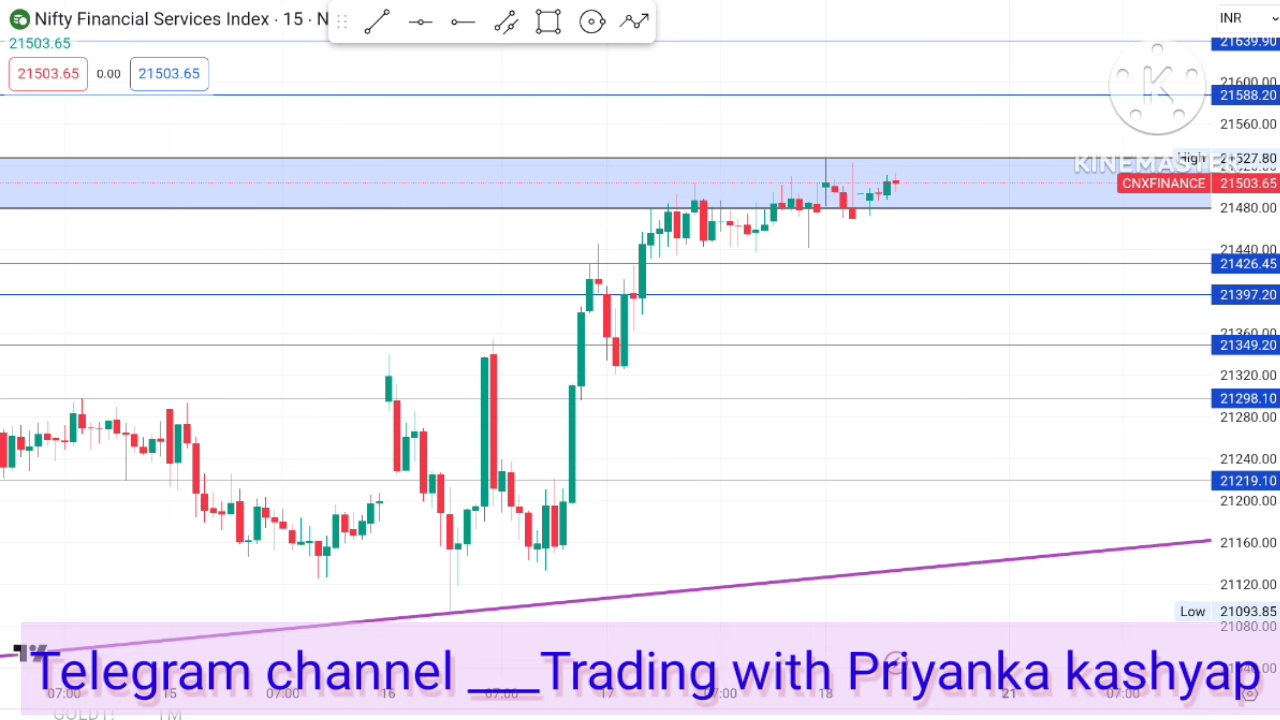 Nifty Financial Services Index · 15 · N
INR
21503.65
21639.90
21503.65 0.00 21503.65
21600.00
21588.20
21560.00
KINEMASTER
High 21527.80
CNXFINANCE 21503.65
21480.00
21440.00
21426.45
21397.20
21360.00
21349.20
21320.00
21298.10
21280.00
21240.00
21219.10
21200.00
21160.00
21120.00
Low 21093.85
21080.00
Telegram channel __Trading with Priyanka kashyap
07:00 15 07:00 16 07:00 17 07:00 18 21 07:00